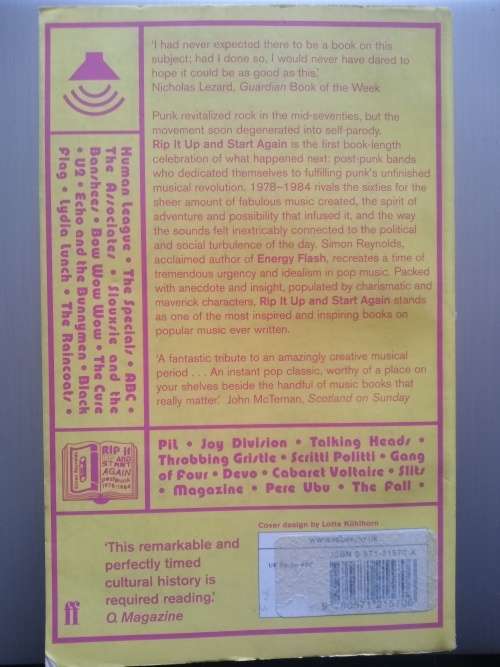 'I had never expected there to be a book on this
subject; had I done so, I would never have dared to
hope it could be as good as this.'
Nicholas Lezard, Guardian Book of the Week
Punk revitalized rock in the mid-seventies, but the
movement soon degenerated into self-parody.
Rip It Up and Start Again is the first book-length
celebration of what happened next: post-punk bands
who dedicated themselves to fulfilling punk's unfinished
musical revolution. 1978–1984 rivals the sixties for the
sheer amount of fabulous music created, the spirit of
adventure and possibility that infused it, and the way
the sounds felt inextricably connected to the political
and social turbulence of the day. Simon Reynolds,
acclaimed author of Energy Flash, recreates a time of
tremendous urgency and idealism in pop music. Packed
with anecdote and insight, populated by charismatic and
maverick characters, Rip It Up and Start Again stands
as one of the most inspired and inspiring books on
popular music ever written.
'A fantastic tribute to an amazingly creative musical
period . . . An instant pop classic, worthy of a place on
your shelves beside the handful of music books that
really matter.' John McTernan, Scotland on Sunday
Human League • The Specials • ABC •
The Associates • Siouxsie and the
Banshees • Bow Wow Wow • The Cure
• U2 • Echo and the Bunnymen • Black
Flag • Lydia Lunch • The Raincoats •
RIP IT
AND
START
AGAIN
postpunk
1978-1984
PiL • Joy Division • Talking Heads •
Throbbing Gristle • Scritti Politti • Gang
of Four • Devo • Cabaret Voltaire • Slits
• Magazine • Pere Ubu • The Fall •
Cover design by Lotta Kühlhorn
'This remarkable and
perfectly timed
cultural history is
required reading.'
Q Magazine
ff
ISBN 0-571-21570-X
9 780571 215706